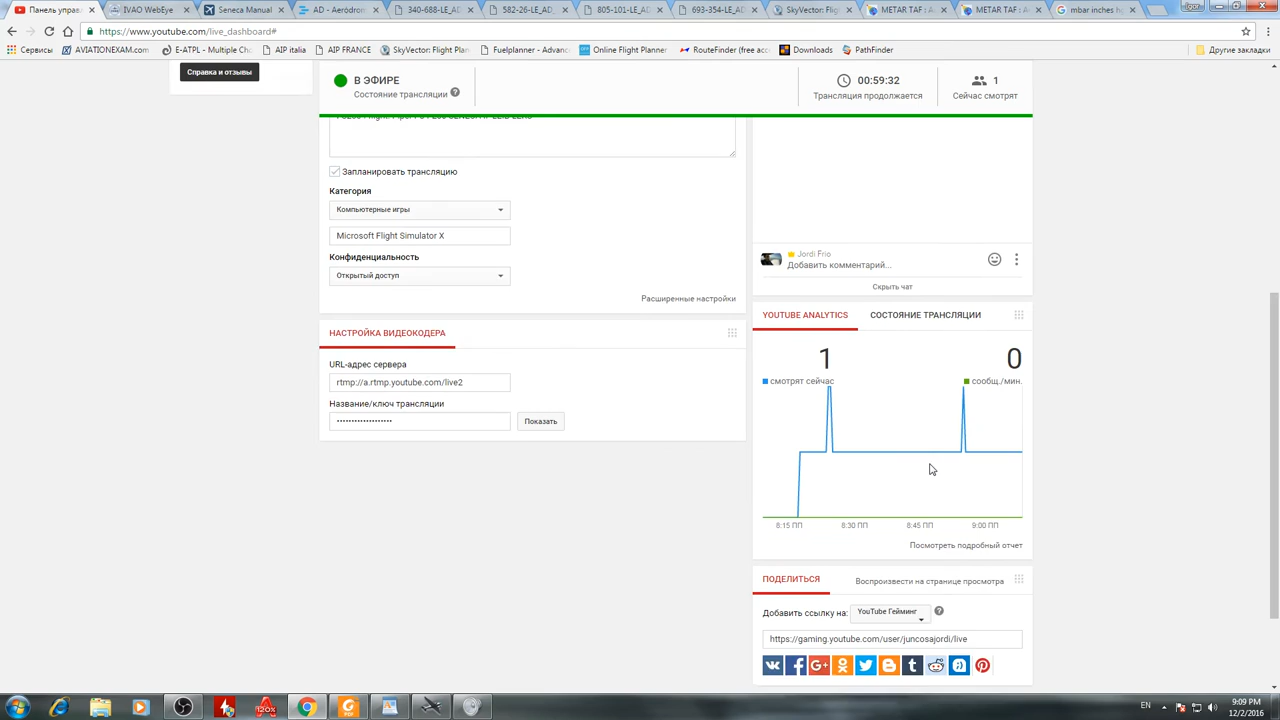 Панель управ
IVAO WebEye
Seneca Manual
AD - Aeródrom
340-688-LE_AD
582-26-LE_AD_
805-101-LE_AD
693-354-LE_AD_
SkyVector: Flight
METAR TAF : A
METAR TAF : A
mbar inches hg
https://www.youtube.com/live_dashboard#
Сервисы
AVIATIONEXAM.com
E-ATPL - Multiple Ch
AIP italia
AIP FRANCE
SkyVector: Flight Plan
Fuelplanner - Advanc
Online Flight Planner
RouteFinder (free acc
Downloads
PathFinder
Другие закладки
Справка и отзывы
В ЭФИРЕ
Состояние трансляции
00:59:32
Трансляция продолжается
1
Сейчас смотрят
Запланировать трансляцию
Категория
Компьютерные игры
Microsoft Flight Simulator X
Конфиденциальность
Открытый доступ
Расширенные настройки
НАСТРОЙКА ВИДЕОКОДЕРА
URL-адрес сервера
rtmp://a.rtmp.youtube.com/live2
Название/ключ трансляции
••••••••••••••••••
Показать
Jordi Frio
Добавить комментарий...
Скрыть чат
YOUTUBE ANALYTICS
СОСТОЯНИЕ ТРАНСЛЯЦИИ
1
0
смотрят сейчас
сообщ./мин.
8:15 ПП
8:30 ПП
8:45 ПП
9:00 ПП
Посмотреть подробный отчет
ПОДЕЛИТЬСЯ
Воспроизвести на странице просмотра
Добавить ссылку на:
YouTube Гейминг
https://gaming.youtube.com/user/juncosajordi/live
EN
9:09 PM
12/2/2016